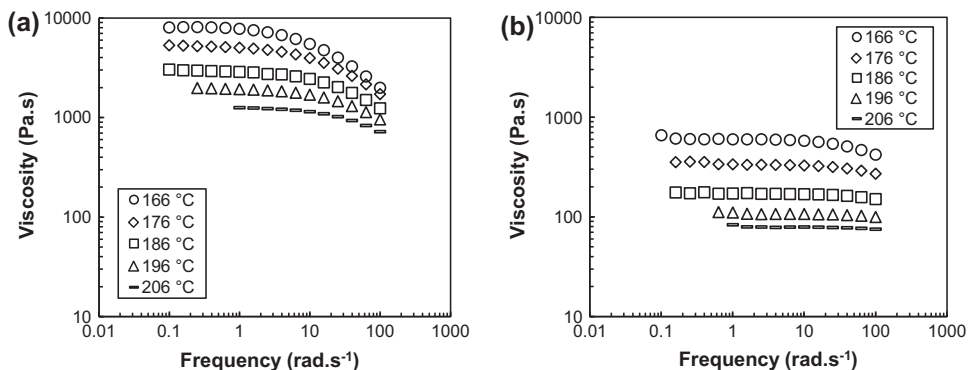 (a)
Viscosity (Pa.s)
10000
1000
100
10
166 °C
176 °C
186 °C
196 °C
206 °C
0.01 0.1 1 10 100 1000
Frequency (rad.s⁻¹)
(b)
Viscosity (Pa.s)
10000
1000
100
10
166 °C
176 °C
186 °C
196 °C
206 °C
0.01 0.1 1 10 100 1000
Frequency (rad.s⁻¹)